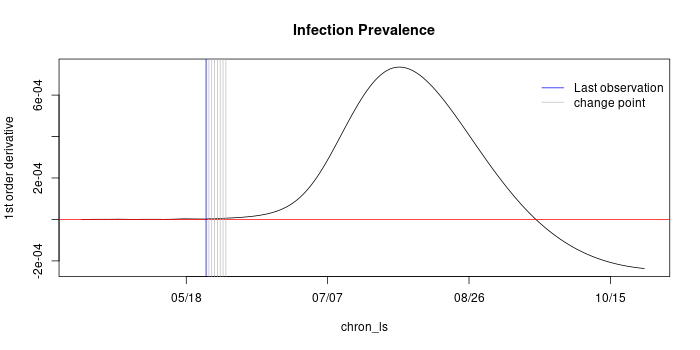 Infection Prevalence
1st order derivative
6e-04
2e-04
-2e-04
Last observation
change point
05/18
07/07
08/26
10/15
chron_ls